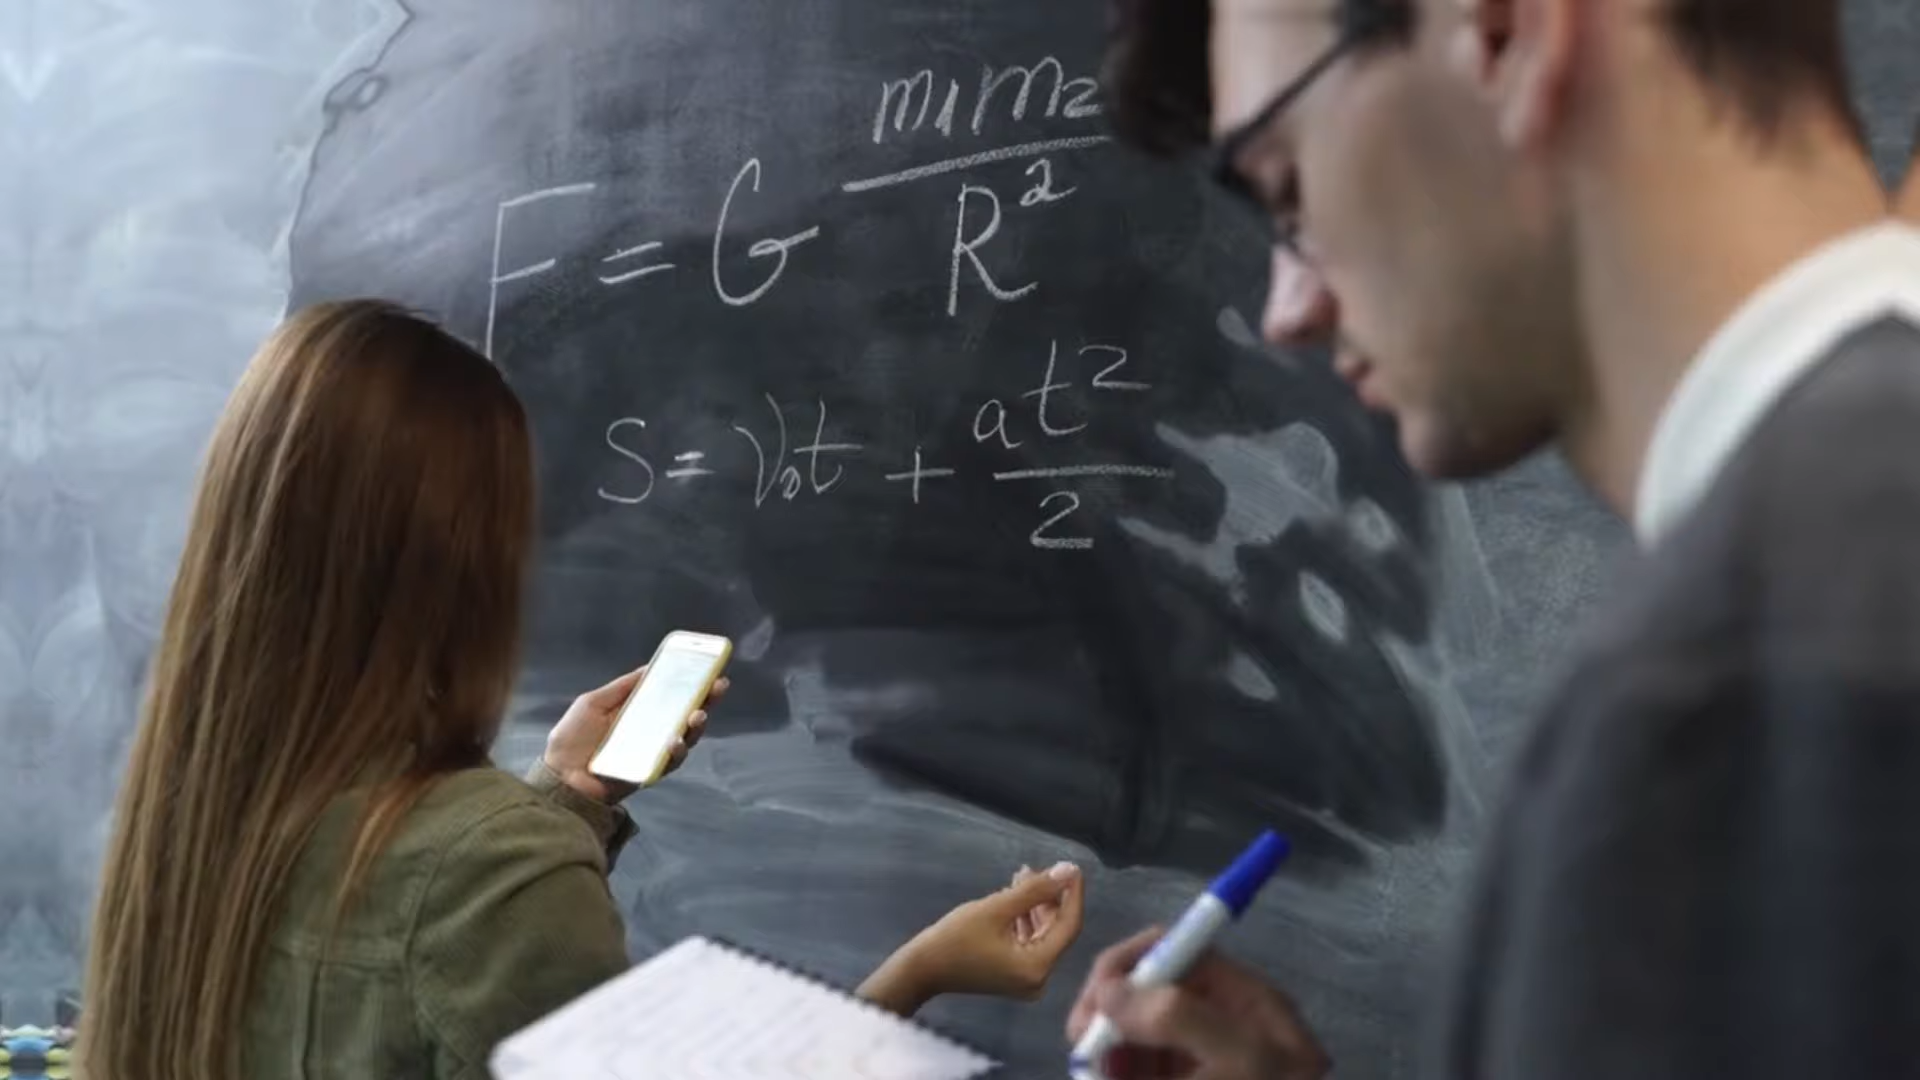 F = G m₁m₂ / R²
S = V₀t + at² / 2